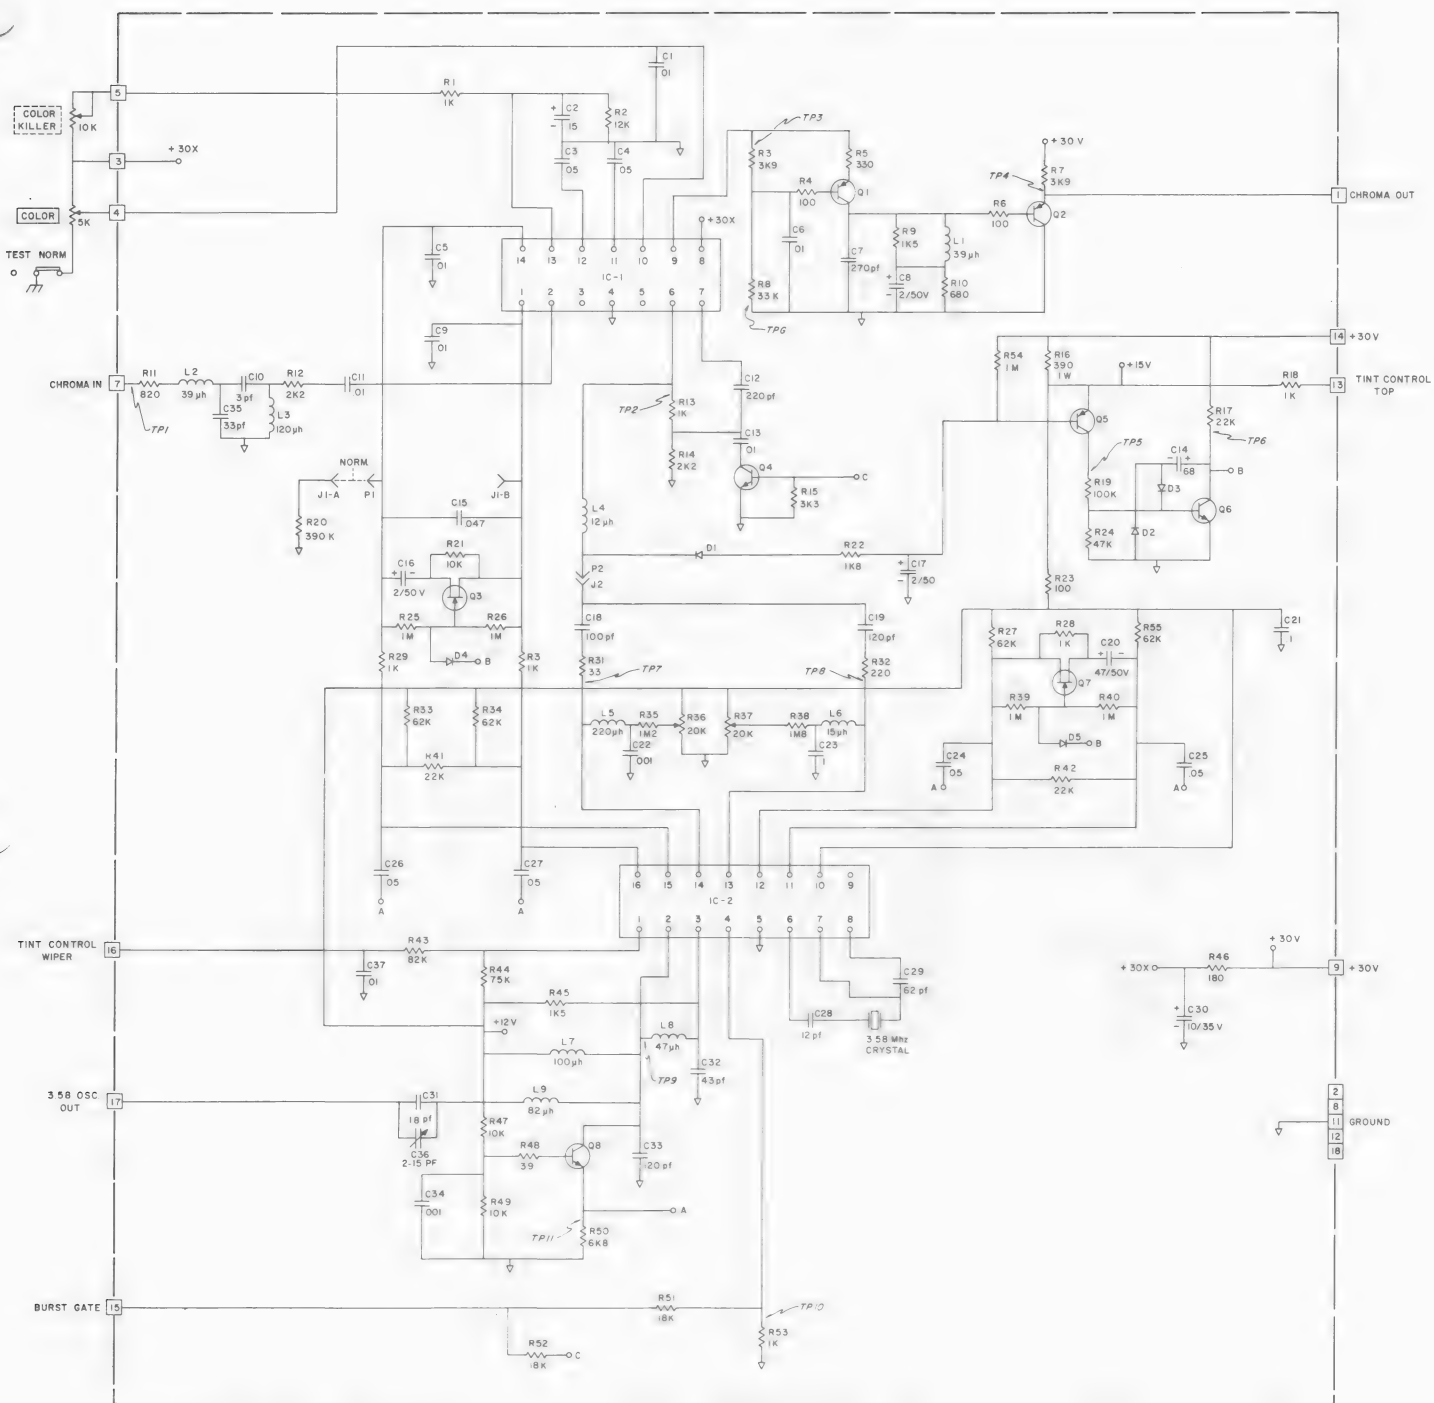 C1
.01
5
R1
1K
COLOR
KILLER
10K
+ C2
- 15
R2
12K
TP3
+30X
3
C3
.05
C4
.05
R3
3K9
R5
330
+30V
R7
3K9
TP4
R4
100
Q1
1
CHROMA OUT
COLOR
5K
4
R6
100
Q2
+30X
C5
.01
C6
.01
R9
1K5
L1
39µh
TEST NORM
14 13 12 11 10 9 8
IC-1
1 2 3 4 5 6 7
C7
270pf
+ C8
- 2/50V
R10
680
R8
33K
TPG
C9
.01
14
+30V
R54
1M
R16
390
1W
+15V
CHROMA IN
7
R11
820
L2
39µh
C10
3pf
R12
2K2
C11
.01
R18
1K
13
TINT CONTROL
TOP
C12
220pf
TP1
C35
33pf
L3
120µh
TP2
R13
1K
Q5
R17
22K
C13
.01
TP5
TP6
NORM.
R14
2K2
Q4
C14
- +
68
B
J1-A
P1
J1-B
C
R15
3K3
R19
100K
D3
C15
.047
L4
12µh
Q6
R20
390K
R24
47K
D2
R21
10K
D1
R22
1K8
C16
+ -
2/50V
P2
J2
+ C17
- 2/50
Q3
R23
100
R25
1M
R26
1M
C18
100pf
C19
120pf
R27
62K
R28
1K
C20
+ -
47/50V
R55
62K
C21
.1
D4
B
R29
1K
R3
1K
R31
33
TP7
TP8
R32
220
Q7
R33
62K
R34
62K
L5
220µh
R35
1M2
R36
20K
R37
20K
R38
1M8
L6
15µh
R39
1M
R40
1M
D5
B
C22
.001
C23
.1
C24
.05
C25
.05
R41
22K
A
R42
22K
A
C26
.05
C27
.05
16 15 14 13 12 11 10 9
IC-2
1 2 3 4 5 6 7 8
A
A
TINT CONTROL
WIPER
16
R43
82K
C37
.01
R44
75K
C29
62pf
+30V
+30X
R46
180
9
+30V
R45
1K5
C28
12pf
+ C30
- 10/35V
+12V
3.58 Mhz
CRYSTAL
L8
47µh
L7
100µh
TP9
C32
43pf
3.58 OSC
OUT
17
C31
18pf
L9
82µh
2
8
11
12
18
GROUND
R47
10K
C36
2-15 PF
R48
39
Q8
C33
120pf
C34
.001
R49
10K
A
TP11
R50
6K8
BURST GATE
15
R51
18K
TP10
R53
1K
R52
18K
C